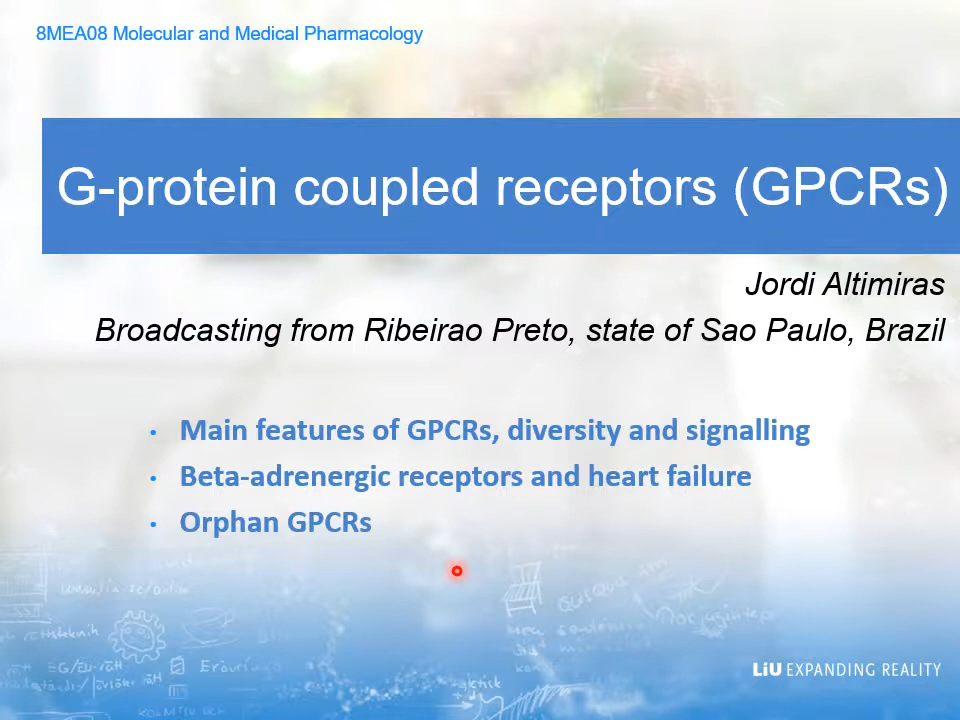 8MEA08 Molecular and Medical Pharmacology
G-protein coupled receptors (GPCRs)
Jordi Altimiras
Broadcasting from Ribeirao Preto, state of Sao Paulo, Brazil
• Main features of GPCRs, diversity and signalling
• Beta-adrenergic receptors and heart failure
• Orphan GPCRs
LiU EXPANDING REALITY